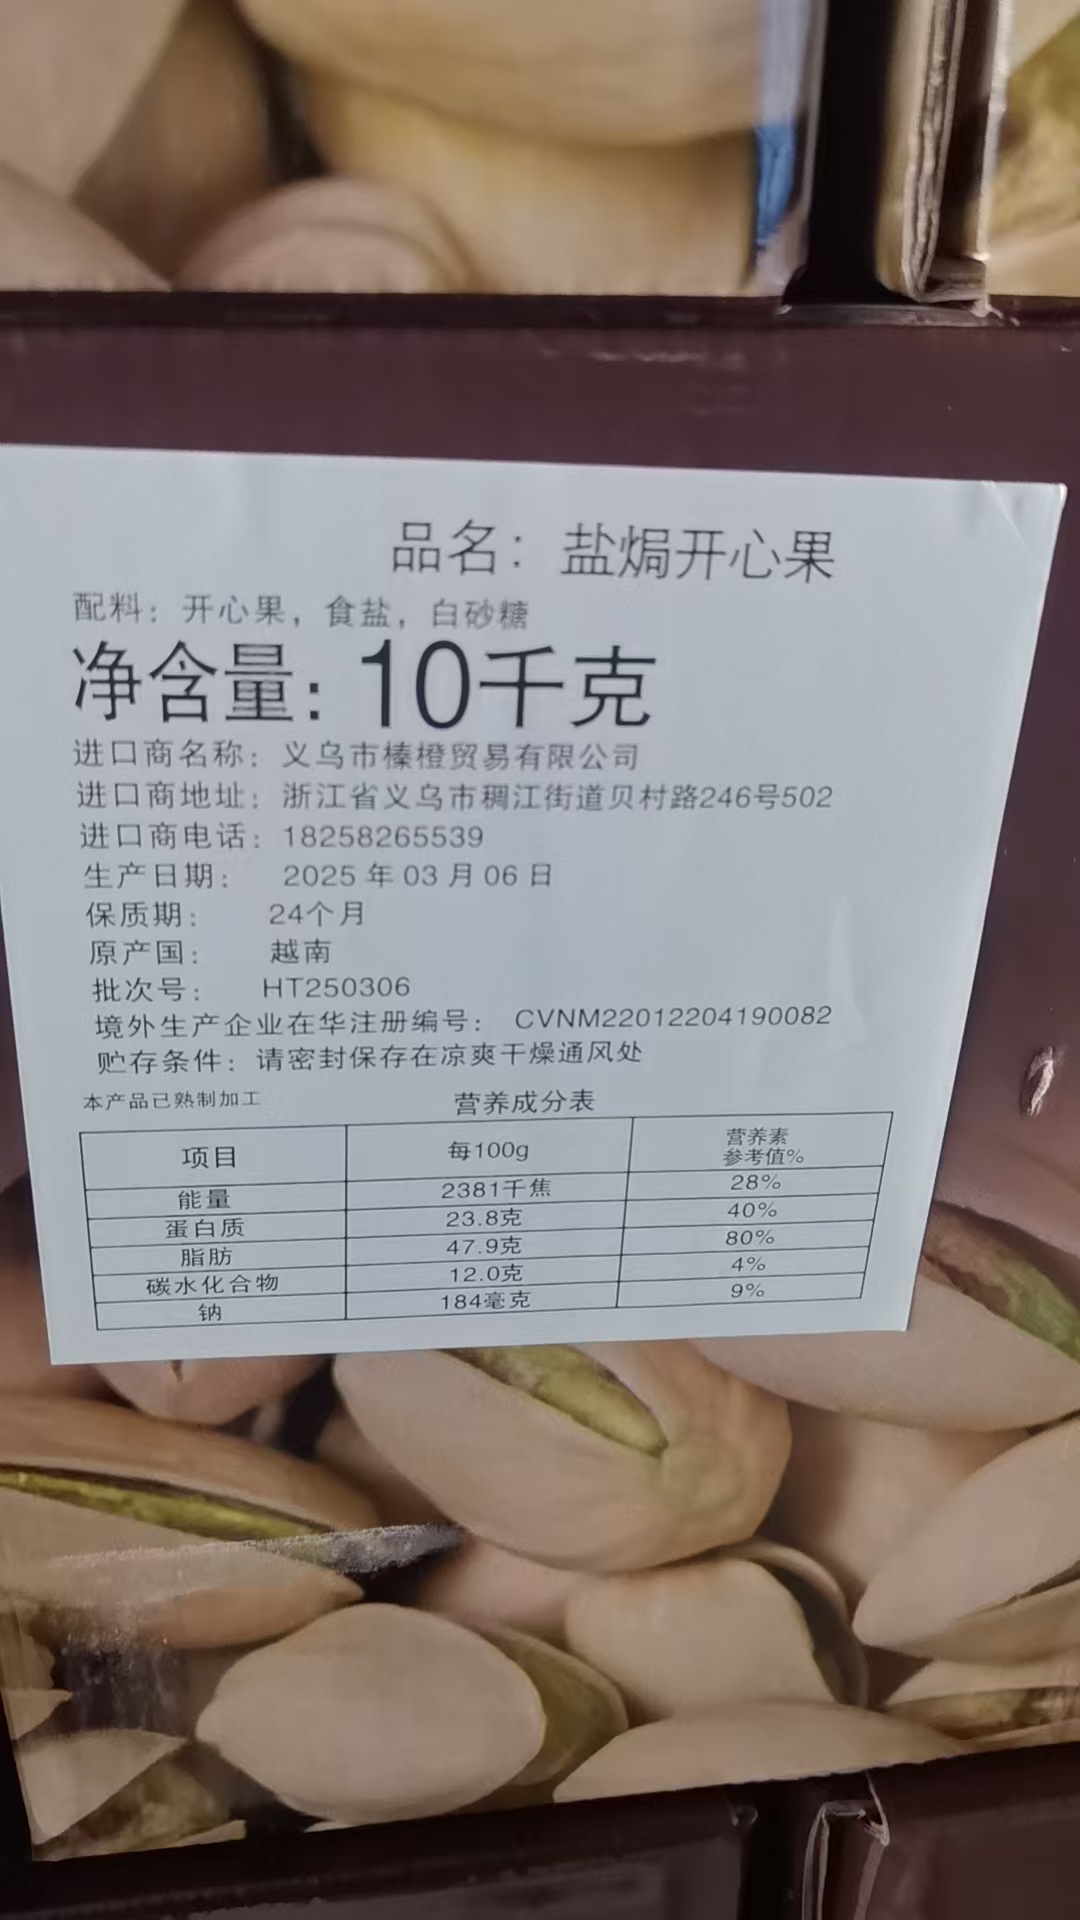 品名：盐焗开心果
配料：开心果，食盐，白砂糖
净含量：10千克
进口商名称：义乌市榛橙贸易有限公司
进口商地址：浙江省义乌市稠江街道贝村路246号502
进口商电话：18258265539
生产日期： 2025 年 03 月 06 日
保质期： 24个月
原产国： 越南
批次号： HT250306
境外生产企业在华注册编号： CVNM22012204190082
贮存条件：请密封保存在凉爽干燥通风处
本产品已熟制加工 营养成分表
项目 每100g 营养素参考值%
能量 2381千焦 28%
蛋白质 23.8克 40%
脂肪 47.9克 80%
碳水化合物 12.0克 4%
钠 184毫克 9%